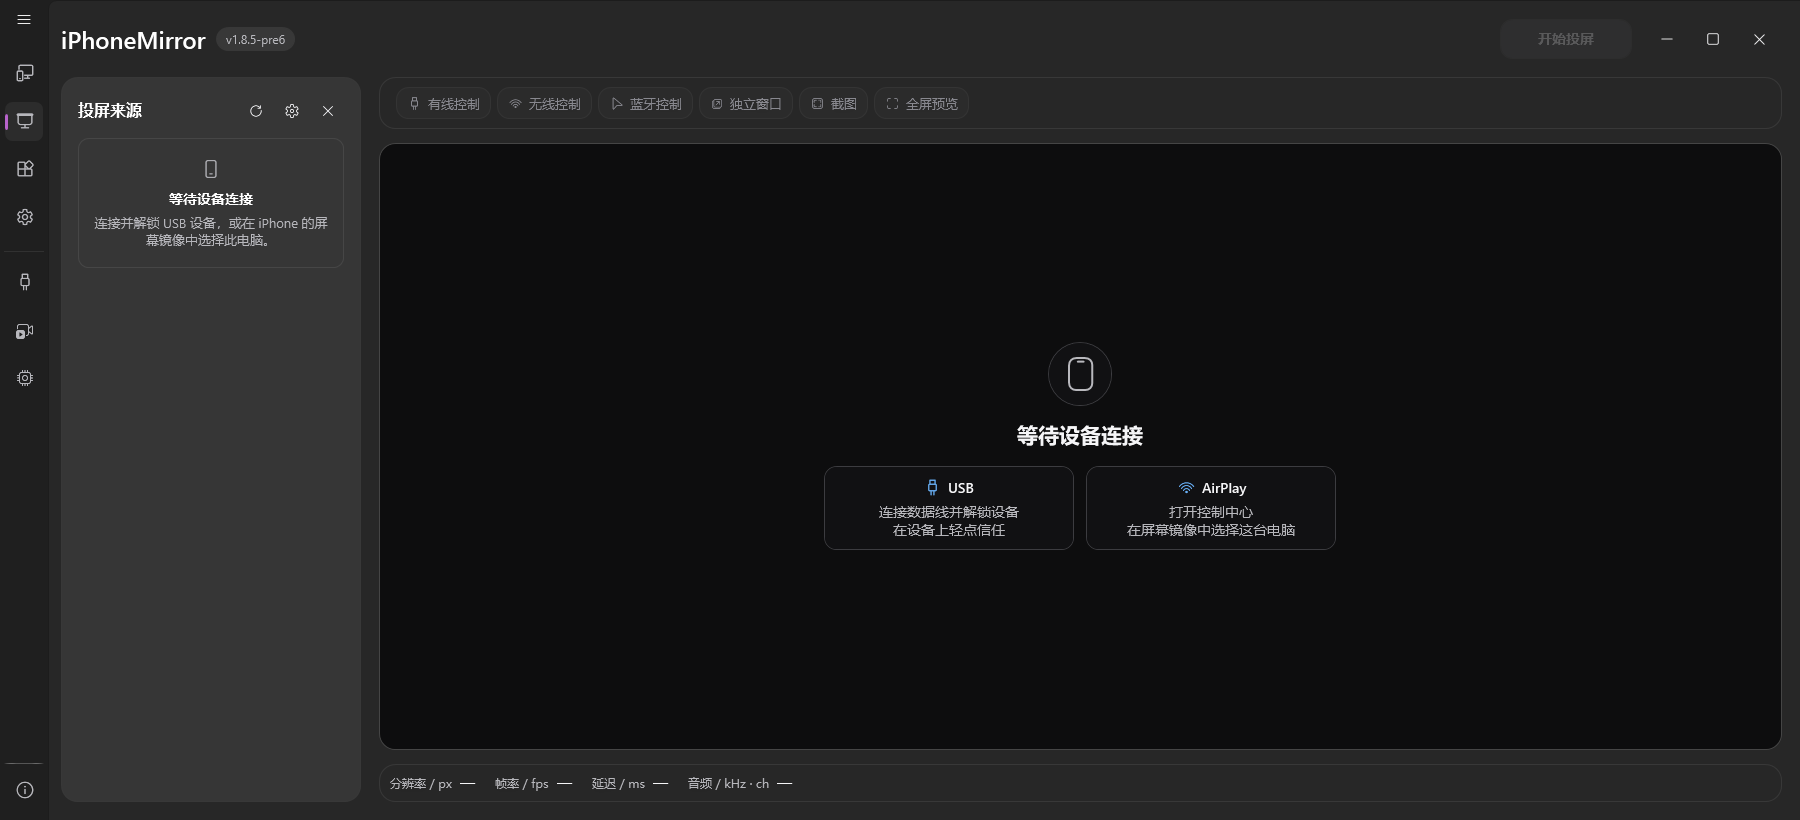 iPhoneMirror v1.8.5-pre6 开始投屏
投屏来源
等待设备连接
连接并解锁 USB 设备，或在 iPhone 的屏
幕镜像中选择此电脑。
有线控制 无线控制 蓝牙控制 独立窗口 截图 全屏预览
等待设备连接
USB
连接数据线并解锁设备
在设备上轻点信任
AirPlay
打开控制中心
在屏幕镜像中选择这台电脑
分辨率 / px — 帧率 / fps — 延迟 / ms — 音频 / kHz · ch —